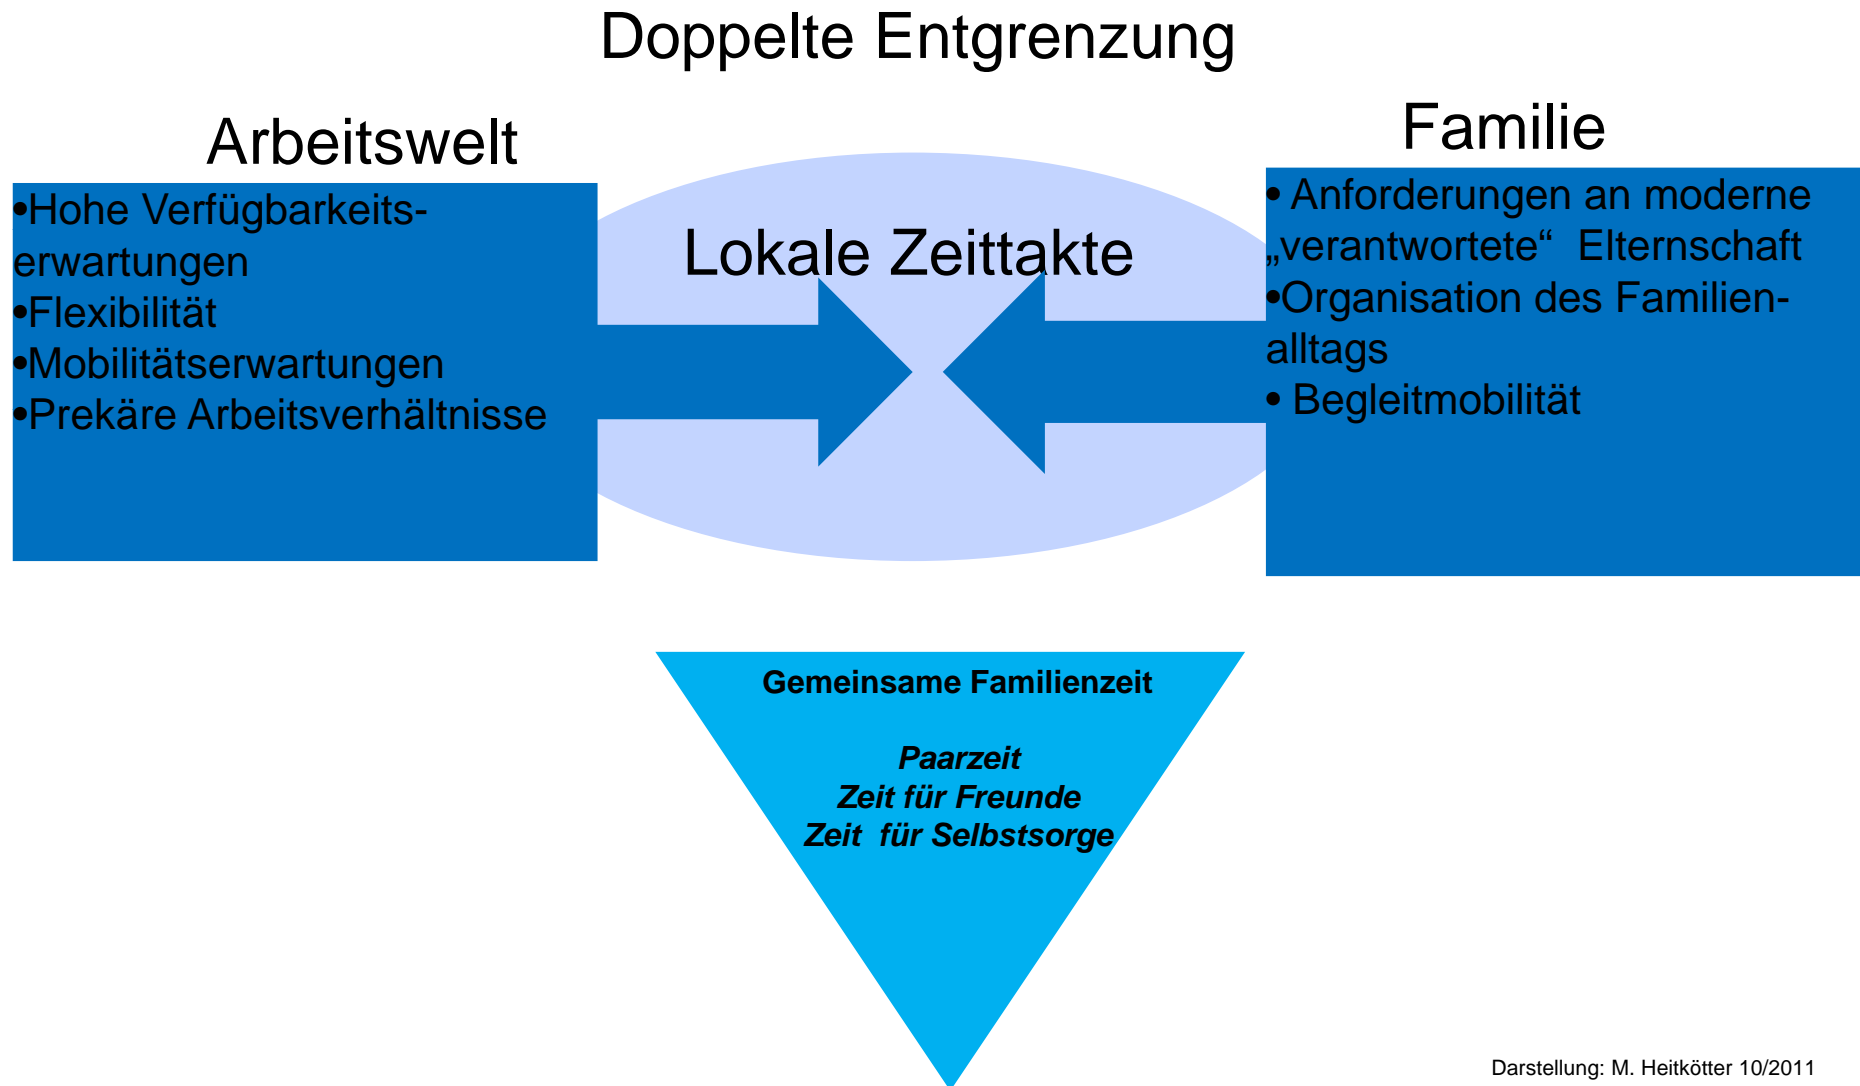 Doppelte Entgrenzung
Arbeitswelt
•Hohe Verfügbarkeits-
erwartungen
•Flexibilität
•Mobilitätserwartungen
•Prekäre Arbeitsverhältnisse
Lokale Zeittakte
Familie
• Anforderungen an moderne
„verantwortete“ Elternschaft
•Organisation des Familien-
alltags
• Begleitmobilität
Gemeinsame Familienzeit
Paarzeit
Zeit für Freunde
Zeit für Selbstsorge
Darstellung: M. Heitkötter 10/2011